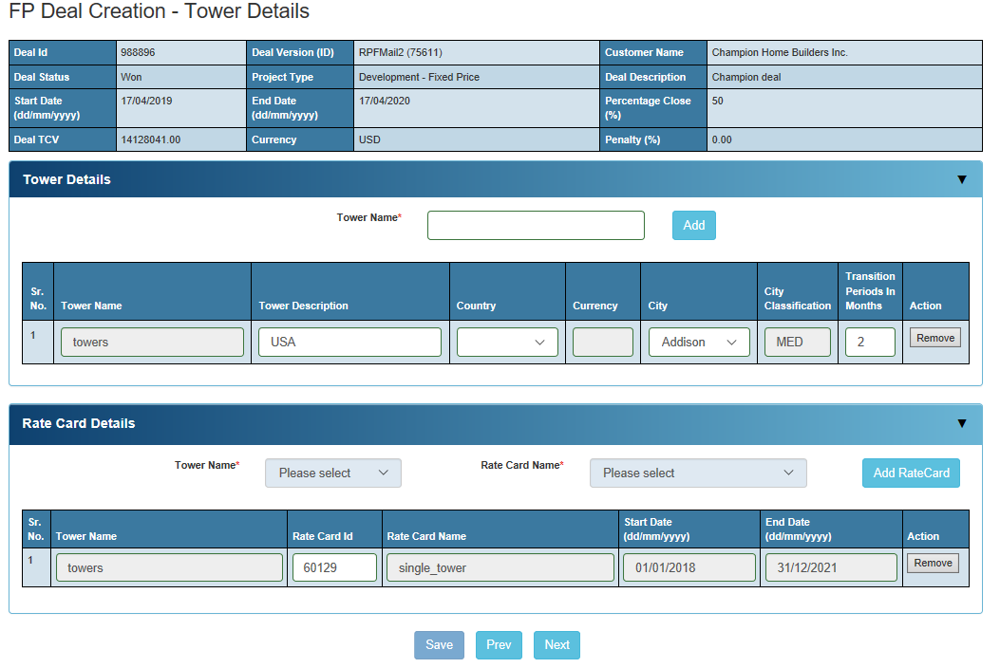 FP Deal Creation - Tower Details
Deal Id 988896 Deal Version (ID) RPFMail2 (75611) Customer Name Champion Home Builders Inc.
Deal Status Won Project Type Development - Fixed Price Deal Description Champion deal
Start Date (dd/mm/yyyy) 17/04/2019 End Date (dd/mm/yyyy) 17/04/2020 Percentage Close (%) 50
Deal TCV 14128041.00 Currency USD Penalty (%) 0.00
Tower Details ▼
Tower Name* Add
Sr. No. Tower Name Tower Description Country Currency City City Classification Transition Periods In Months Action
1 towers USA Addison MED 2 Remove
Rate Card Details ▼
Tower Name* Please select Rate Card Name* Please select Add RateCard
Sr. No. Tower Name Rate Card Id Rate Card Name Start Date (dd/mm/yyyy) End Date (dd/mm/yyyy) Action
1 towers 60129 single_tower 01/01/2018 31/12/2021 Remove
Save Prev Next